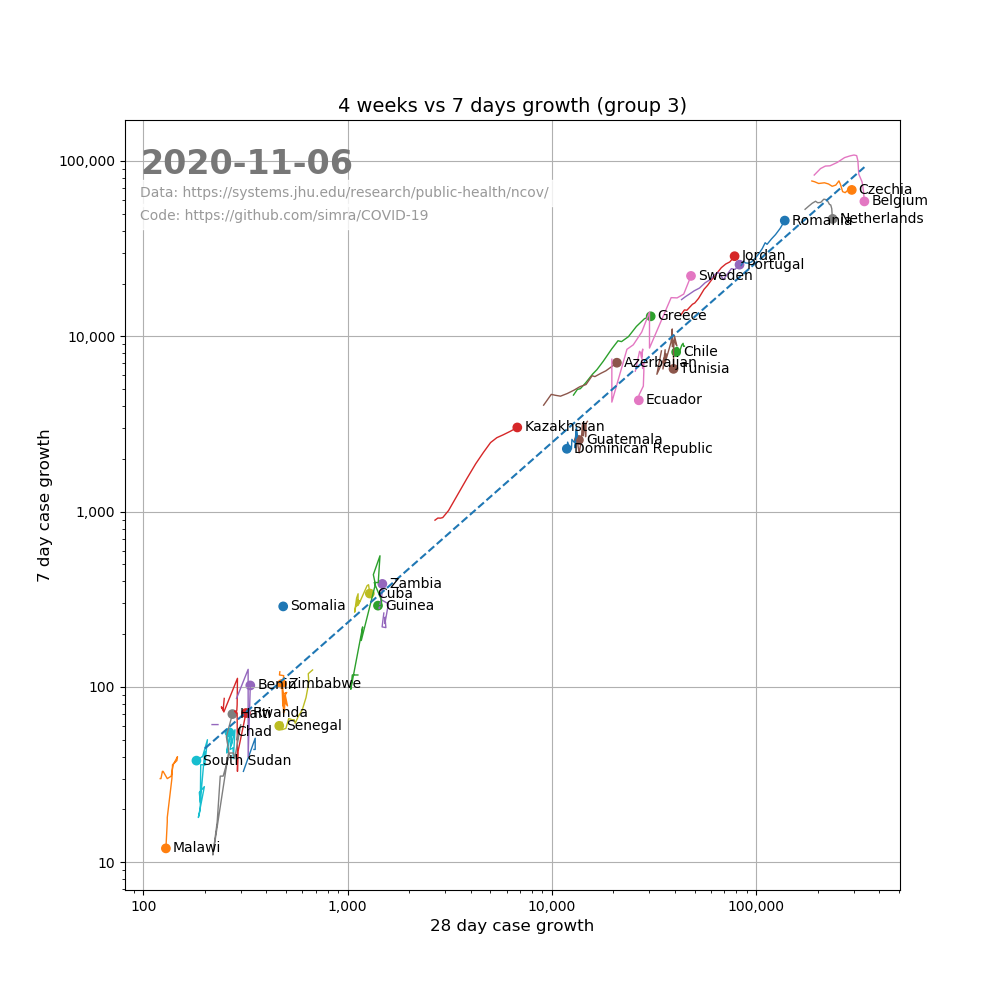 4 weeks vs 7 days growth (group 3)
2020-11-06
Data: https://systems.jhu.edu/research/public-health/ncov/
Code: https://github.com/simra/COVID-19
100,000
10,000
1,000
100
10
7 day case growth
Czechia
Belgium
Netherlands
Romania
Jordan
Portugal
Sweden
Greece
Chile
Azerbaijan
Tunisia
Ecuador
Kazakhstan
Guatemala
Dominican Republic
Zambia
Cuba
Somalia
Guinea
Benin
Zimbabwe
Haiti
Rwanda
Senegal
Chad
South Sudan
Malawi
100
1,000
10,000
100,000
28 day case growth